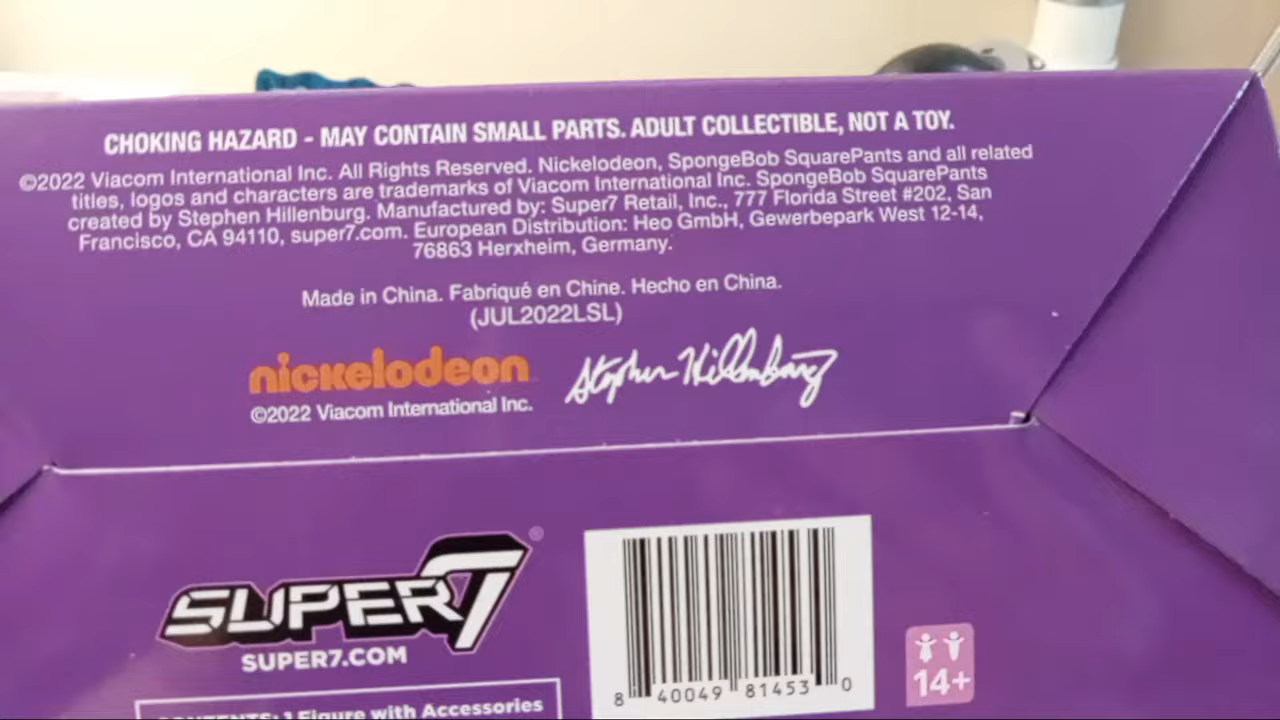 CHOKING HAZARD - MAY CONTAIN SMALL PARTS. ADULT COLLECTIBLE, NOT A TOY.
©2022 Viacom International Inc. All Rights Reserved. Nickelodeon, SpongeBob SquarePants and all related
titles, logos and characters are trademarks of Viacom International Inc. SpongeBob SquarePants
created by Stephen Hillenburg. Manufactured by: Super7 Retail, Inc., 777 Florida Street #202, San
Francisco, CA 94110, super7.com. European Distribution: Heo GmbH, Gewerbepark West 12-14,
76863 Herxheim, Germany.
Made in China. Fabriqué en Chine. Hecho en China.
(JUL2022LSL)
nickelodeon
Stephen Hillenburg
©2022 Viacom International Inc.
SUPER7®
SUPER7.COM
8 40049 81453 0
14+
CONTENTS: 1 Figure with Accessories